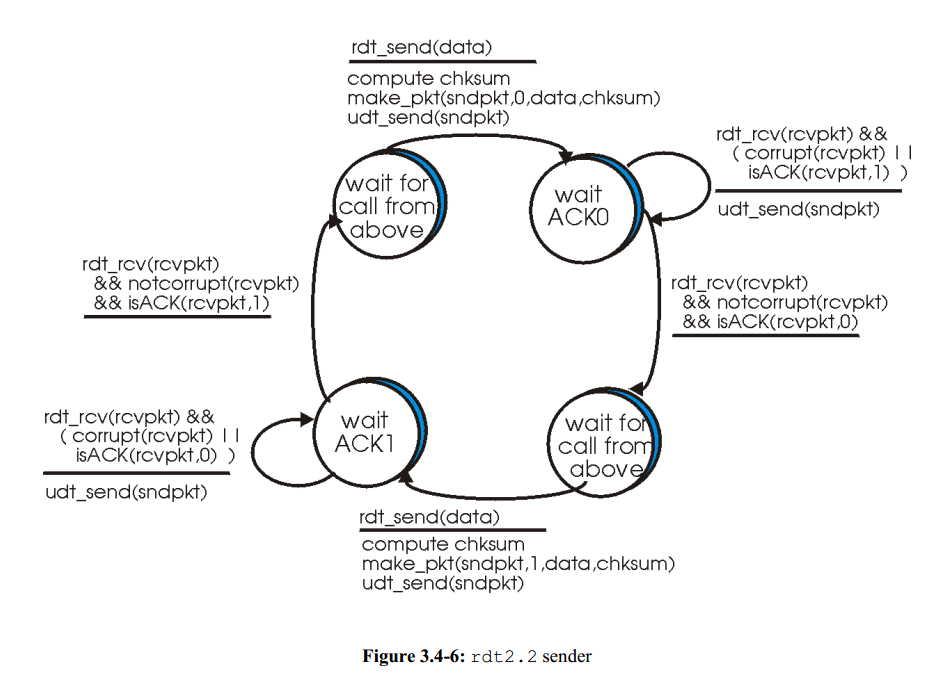 rdt_send(data)
compute chksum
make_pkt(sndpkt,0,data,chksum)
udt_send(sndpkt)
wait for
call from
above
wait
ACK0
rdt_rcv(rcvpkt) &&
( corrupt(rcvpkt) ||
isACK(rcvpkt,1) )
udt_send(sndpkt)
rdt_rcv(rcvpkt)
&& notcorrupt(rcvpkt)
&& isACK(rcvpkt,1)
rdt_rcv(rcvpkt)
&& notcorrupt(rcvpkt)
&& isACK(rcvpkt,0)
rdt_rcv(rcvpkt) &&
( corrupt(rcvpkt) ||
isACK(rcvpkt,0) )
udt_send(sndpkt)
wait
ACK1
wait for
call from
above
rdt_send(data)
compute chksum
make_pkt(sndpkt,1,data,chksum)
udt_send(sndpkt)
Figure 3.4-6: rdt2.2 sender